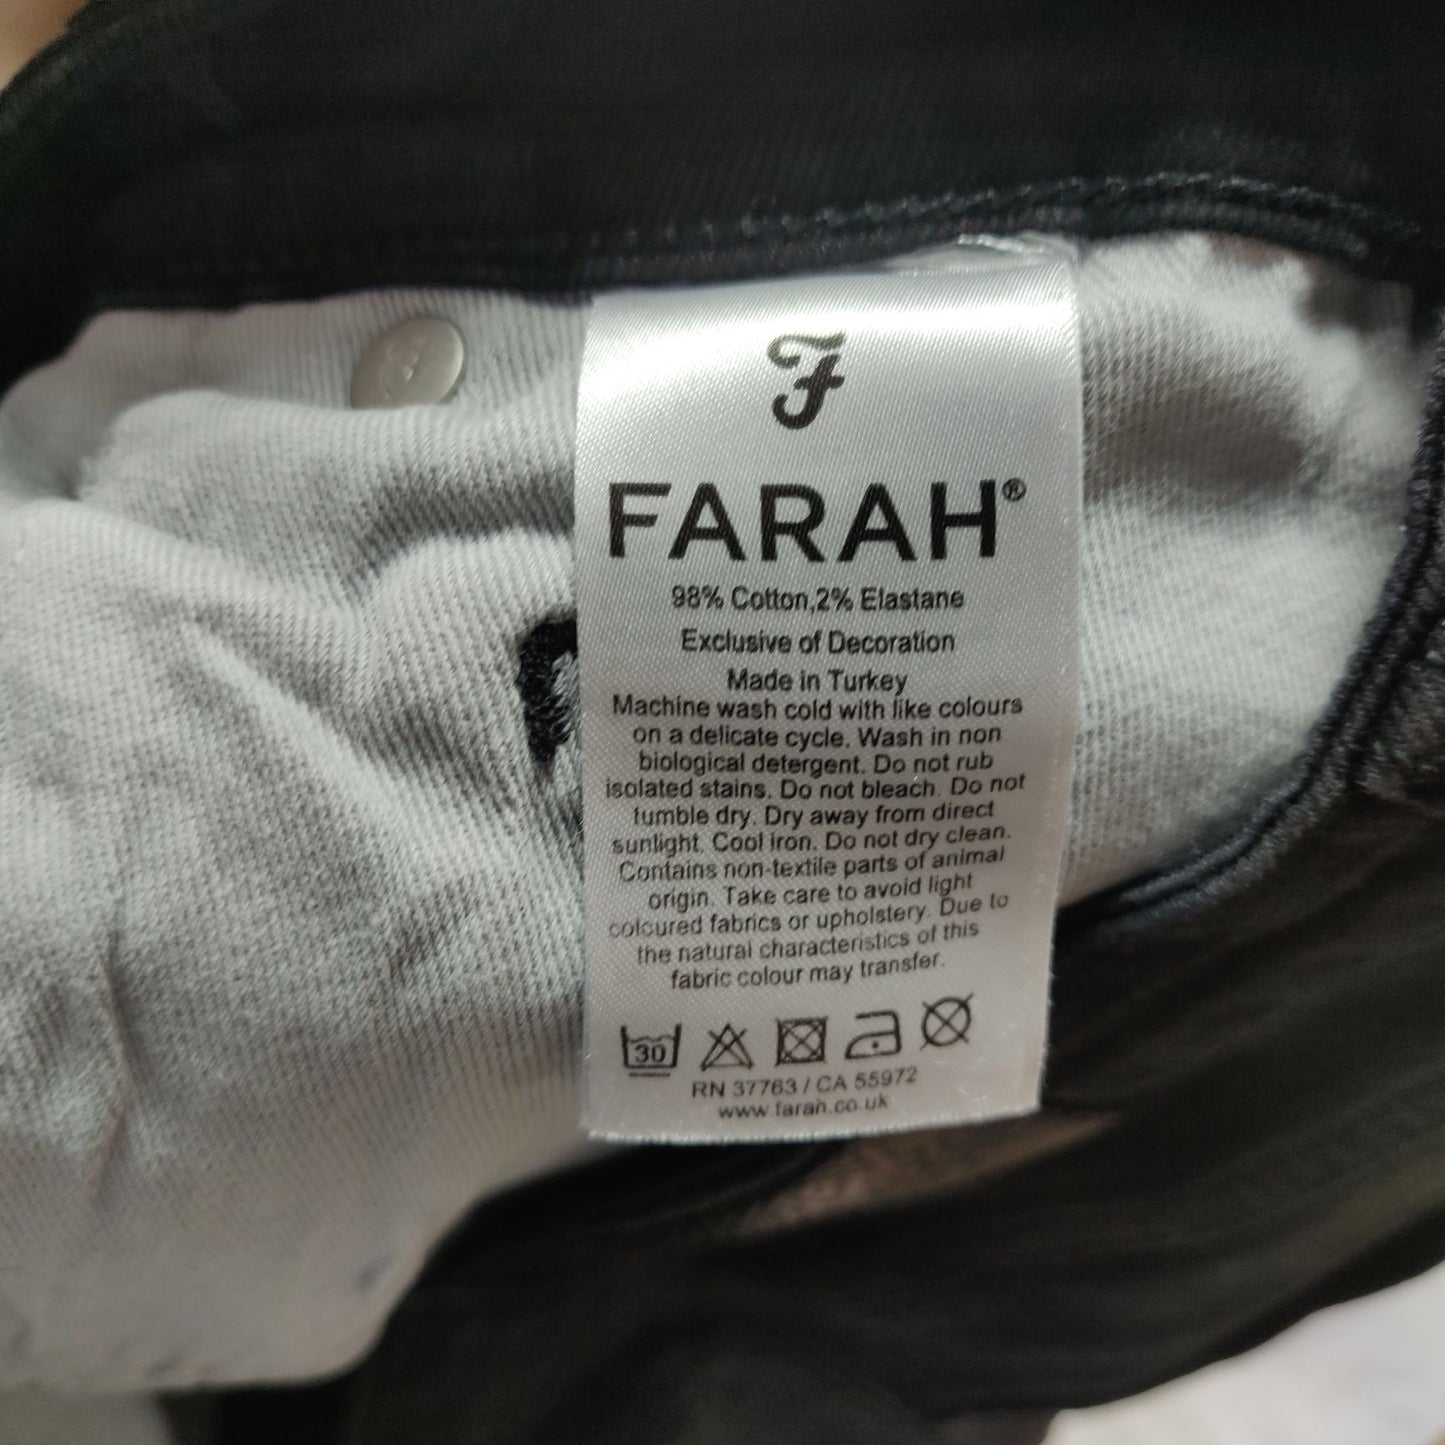 F
FARAH®
98% Cotton,2% Elastane
Exclusive of Decoration
Made in Turkey
Machine wash cold with like colours
on a delicate cycle. Wash in non
biological detergent. Do not rub
isolated stains. Do not bleach. Do not
tumble dry. Dry away from direct
sunlight. Cool iron. Do not dry clean.
Contains non-textile parts of animal
origin. Take care to avoid light
coloured fabrics or upholstery. Due to
the natural characteristics of this
fabric colour may transfer.
30
RN 37763 / CA 55972
www.farah.co.uk